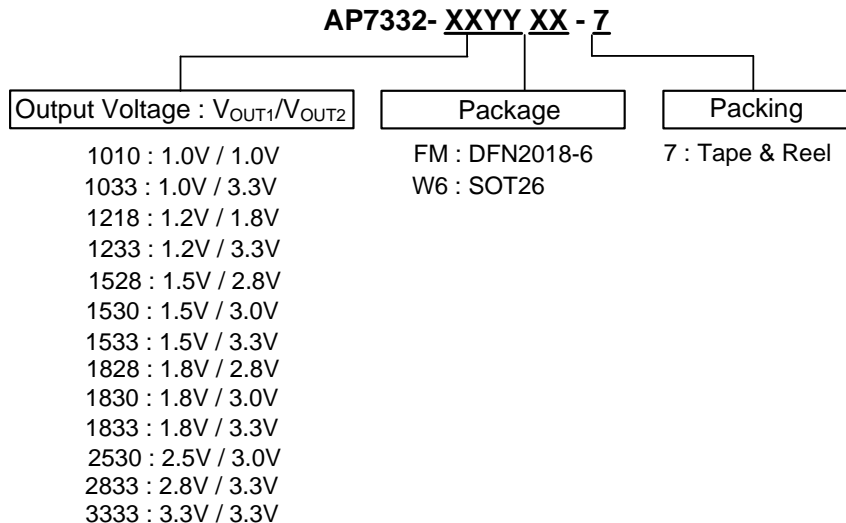 AP7332- XXYY XX - 7
Output Voltage : VOUT1/VOUT2
1010 : 1.0V / 1.0V
1033 : 1.0V / 3.3V
1218 : 1.2V / 1.8V
1233 : 1.2V / 3.3V
1528 : 1.5V / 2.8V
1530 : 1.5V / 3.0V
1533 : 1.5V / 3.3V
1828 : 1.8V / 2.8V
1830 : 1.8V / 3.0V
1833 : 1.8V / 3.3V
2530 : 2.5V / 3.0V
2833 : 2.8V / 3.3V
3333 : 3.3V / 3.3V
Package
FM : DFN2018-6
W6 : SOT26
Packing
7 : Tape & Reel